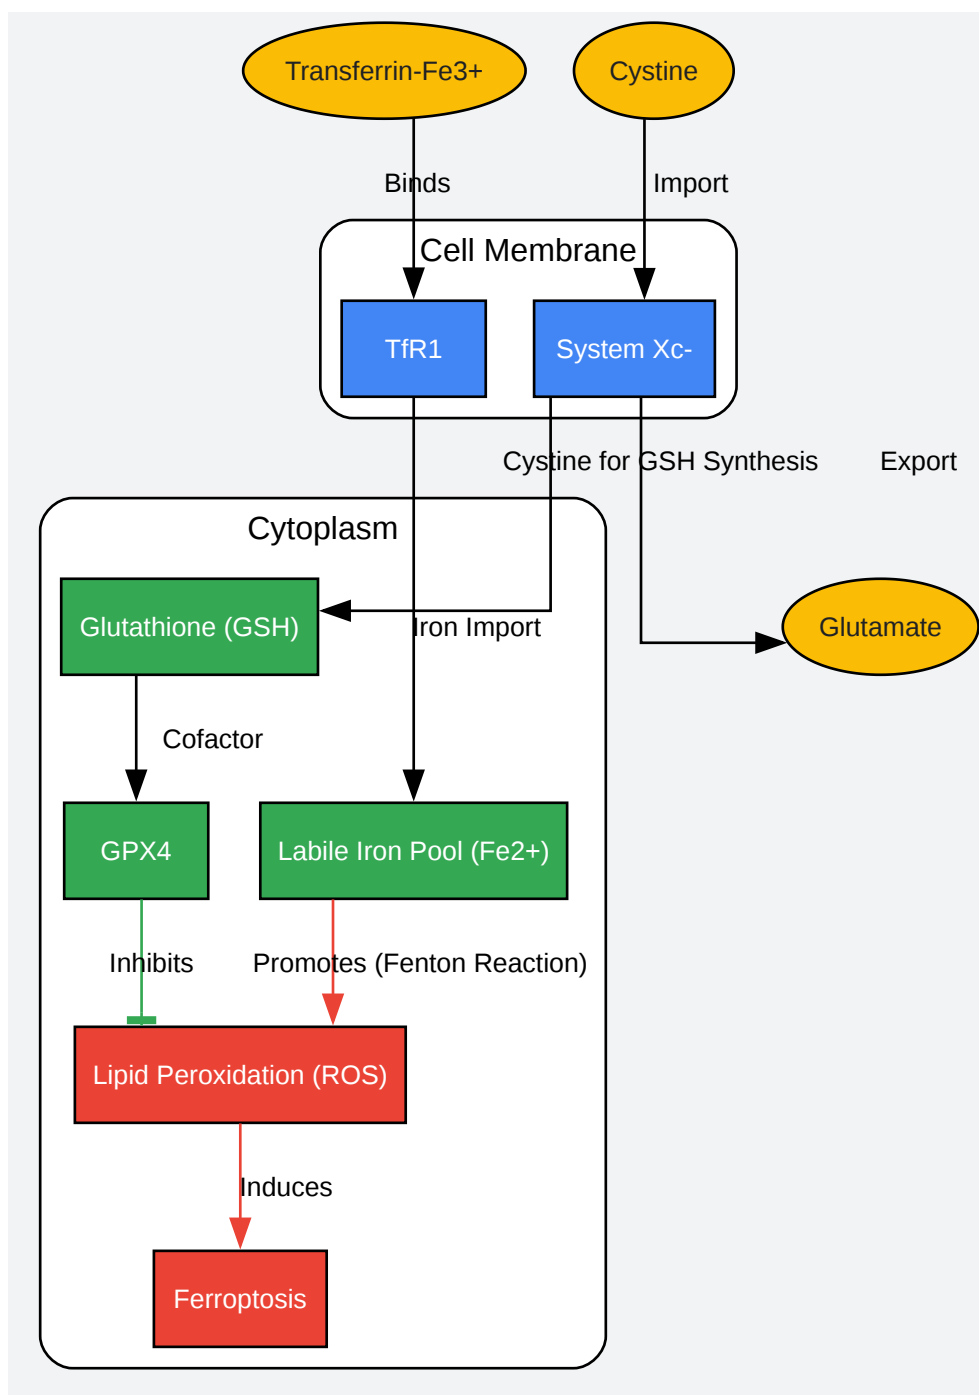 Transferrin-Fe3+
Cystine
Binds
Import
Cell Membrane
TfR1
System Xc-
Cystine for GSH Synthesis
Export
Cytoplasm
Glutathione (GSH)
Iron Import
Glutamate
Cofactor
GPX4
Labile Iron Pool (Fe2+)
Inhibits
Promotes (Fenton Reaction)
Lipid Peroxidation (ROS)
Induces
Ferroptosis